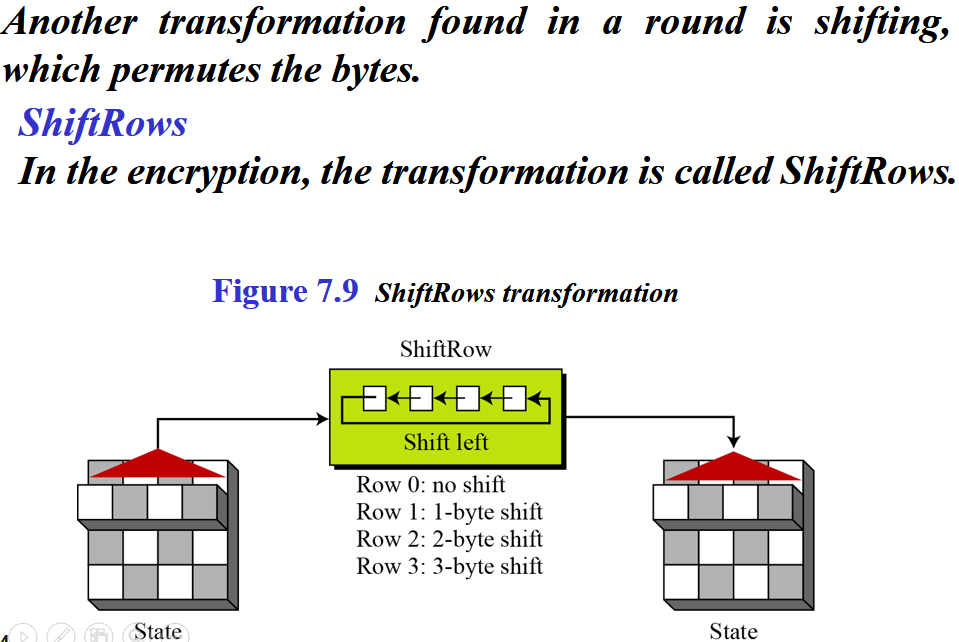 Another transformation found in a round is shifting,
which permutes the bytes.
ShiftRows
In the encryption, the transformation is called ShiftRows.
Figure 7.9 ShiftRows transformation
ShiftRow
Shift left
Row 0: no shift
Row 1: 1-byte shift
Row 2: 2-byte shift
Row 3: 3-byte shift
State
State